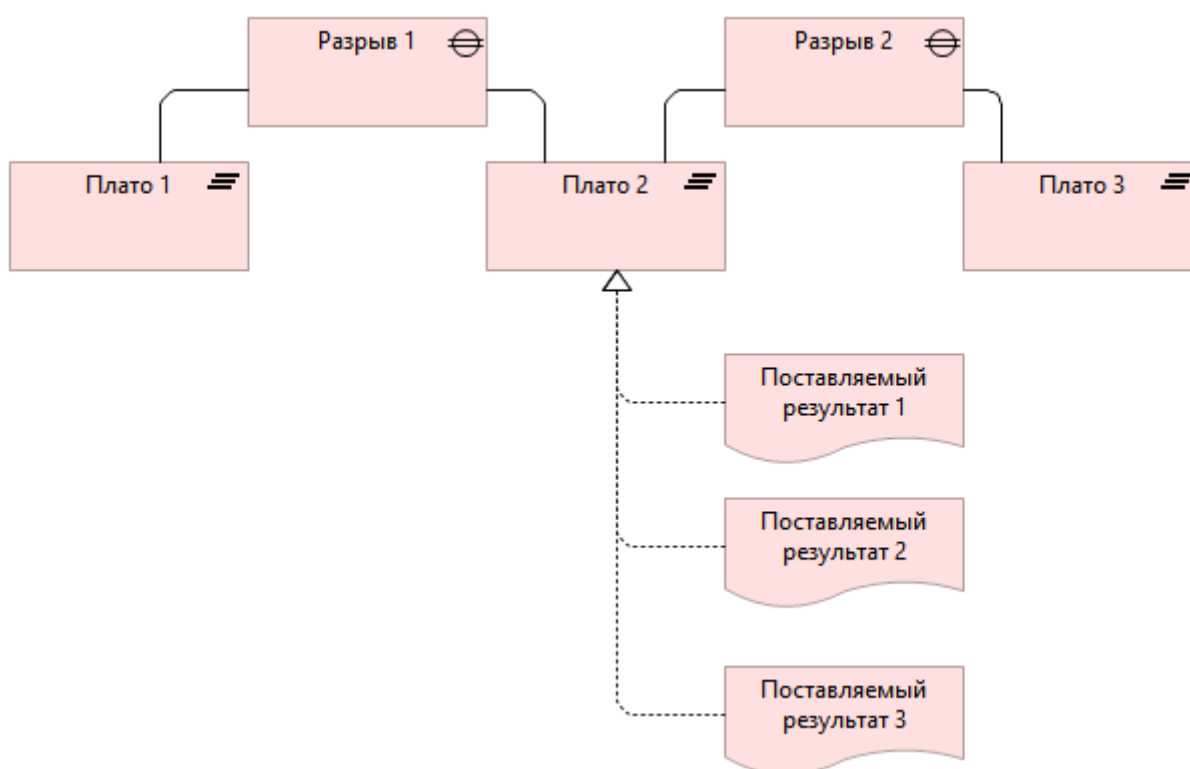 Разрыв 1
Разрыв 2
Плато 1
Плато 2
Плато 3
Поставляемый
результат 1
Поставляемый
результат 2
Поставляемый
результат 3